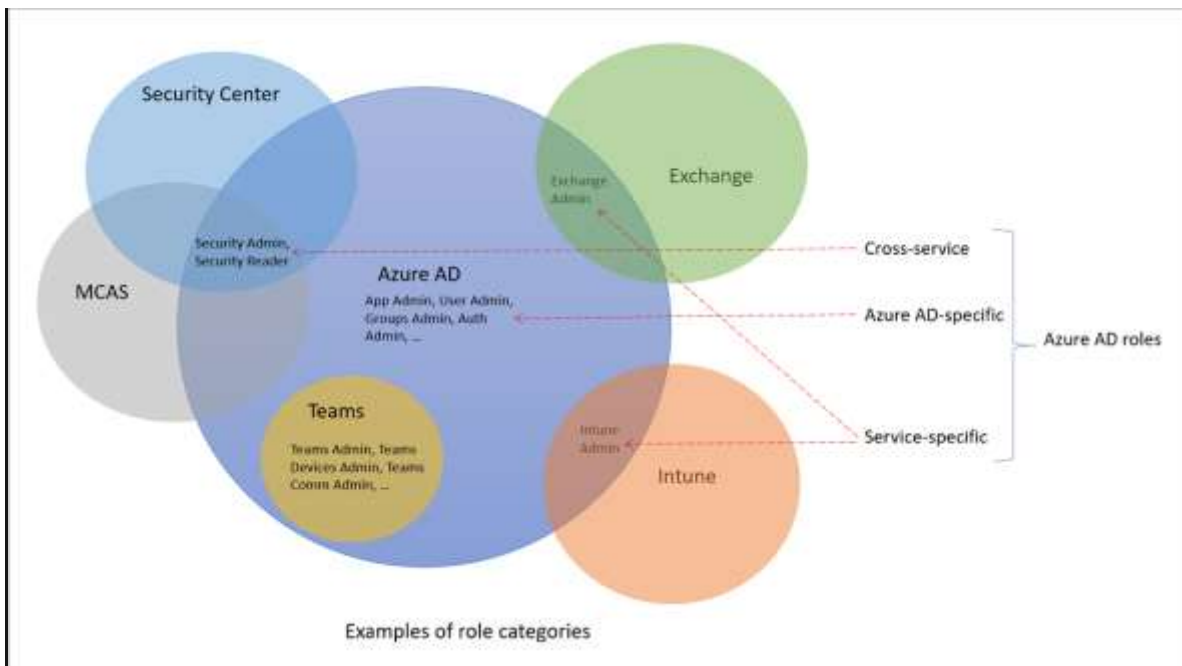 Security Center
Exchange
Exchange
Admin
Security Admin,
Security Reader
Cross-service
MCAS
Azure AD
App Admin, User Admin,
Groups Admin, Auth
Admin, ...
Azure AD-specific
Azure AD roles
Teams
Teams Admin, Teams
Devices Admin, Teams
Comm Admin, ...
Intune
Admin
Service-specific
Intune
Examples of role categories